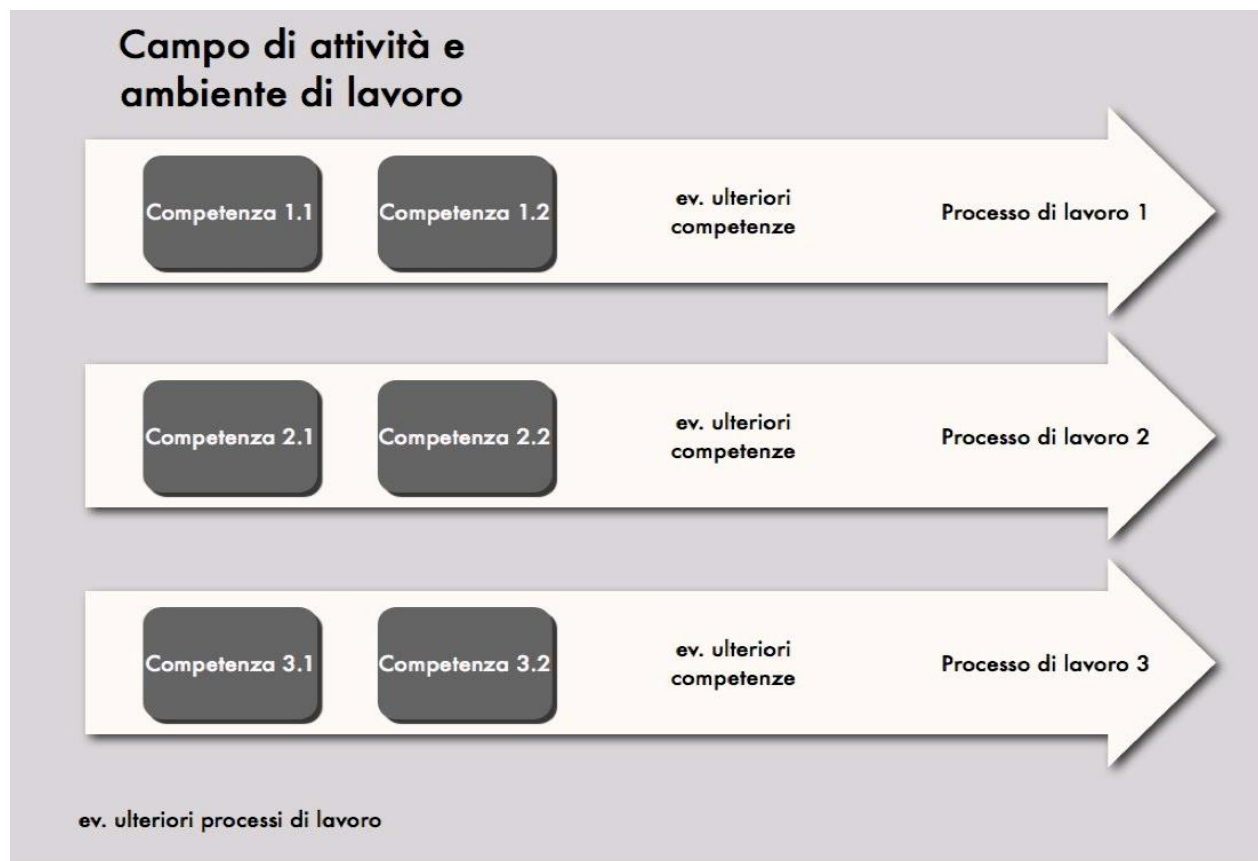 Campo di attività e
ambiente di lavoro
Competenza 1.1
Competenza 1.2
ev. ulteriori
competenze
Processo di lavoro 1
Competenza 2.1
Competenza 2.2
ev. ulteriori
competenze
Processo di lavoro 2
Competenza 3.1
Competenza 3.2
ev. ulteriori
competenze
Processo di lavoro 3
ev. ulteriori processi di lavoro